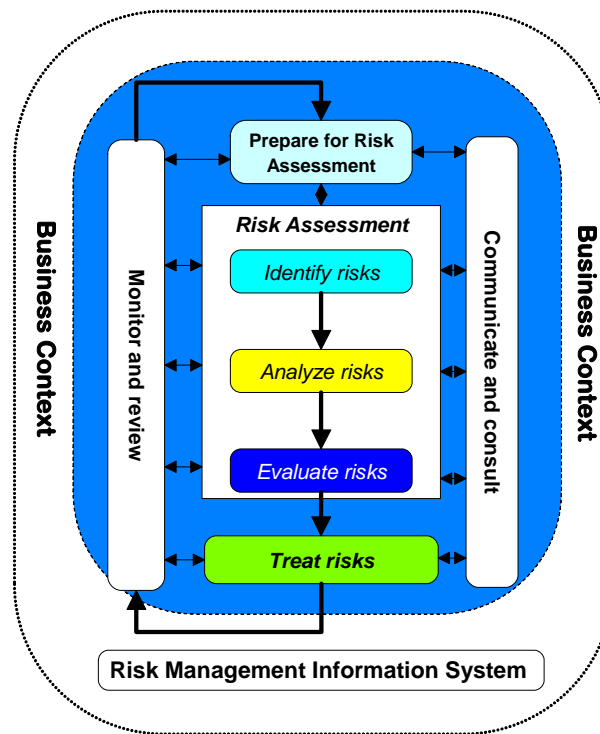 Prepare for Risk
Assessment
Risk Assessment
Identify risks
Analyze risks
Evaluate risks
Treat risks
Monitor and review
Communicate and consult
Business Context
Business Context
Risk Management Information System